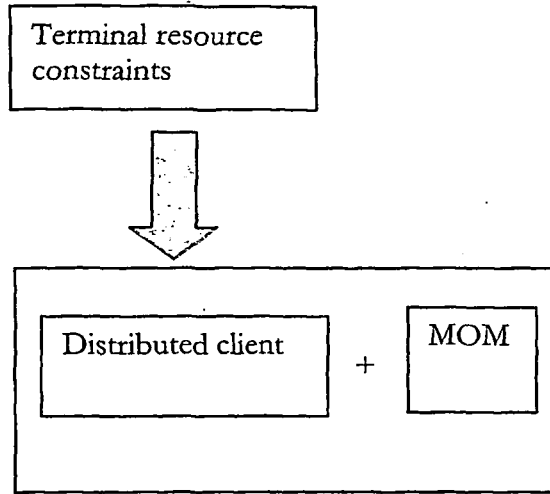 Terminal resource
constraints
Distributed client + MOM